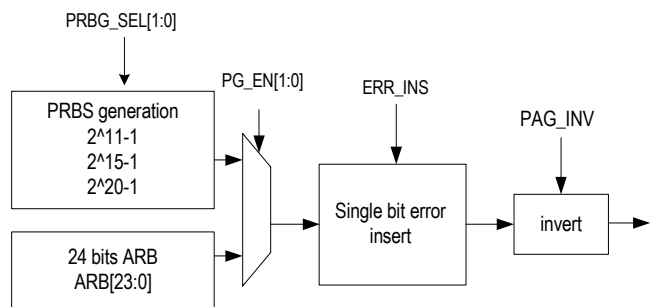 PRBG_SEL[1:0]
PG_EN[1:0]
ERR_INS
PAG_INV
PRBS generation
2^11-1
2^15-1
2^20-1
Single bit error
insert
invert
24 bits ARB
ARB[23:0]